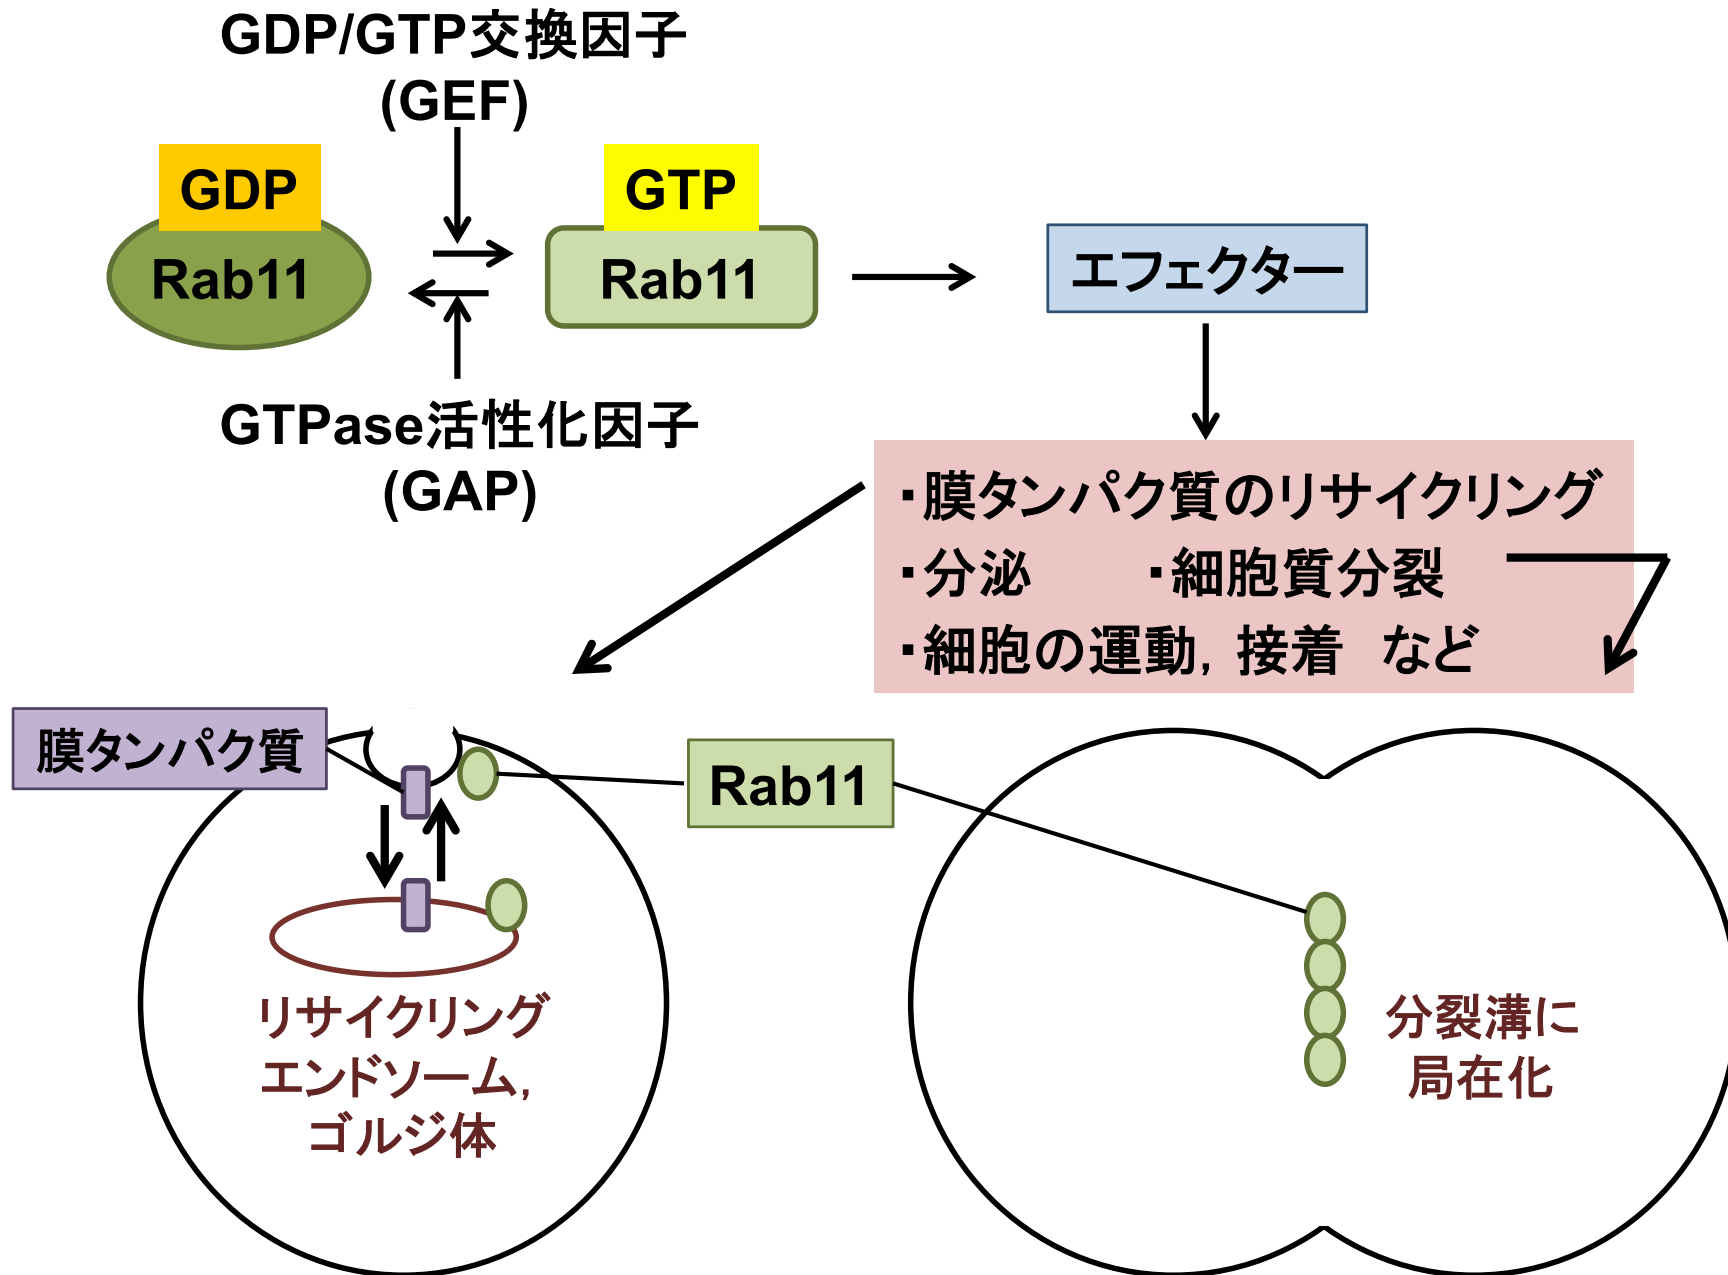 GDP/GTP交換因子
(GEF)
GDP
Rab11
GTP
Rab11
エフェクター
GTPase活性化因子
(GAP)
・膜タンパク質のリサイクリング
・分泌　　・細胞質分裂
・細胞の運動, 接着　など
膜タンパク質
Rab11
リサイクリング
エンドソーム,
ゴルジ体
分裂溝に
局在化